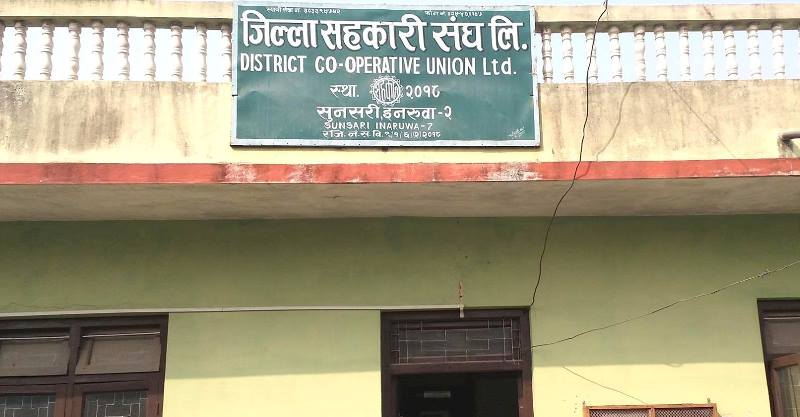 जिल्ला सहकारी संघ लि.
DISTRICT CO-OPERATIVE UNION Ltd.
स्था. २०१८
सुनसरी, इनरुवा-२
SUNSARI INARUWA-7